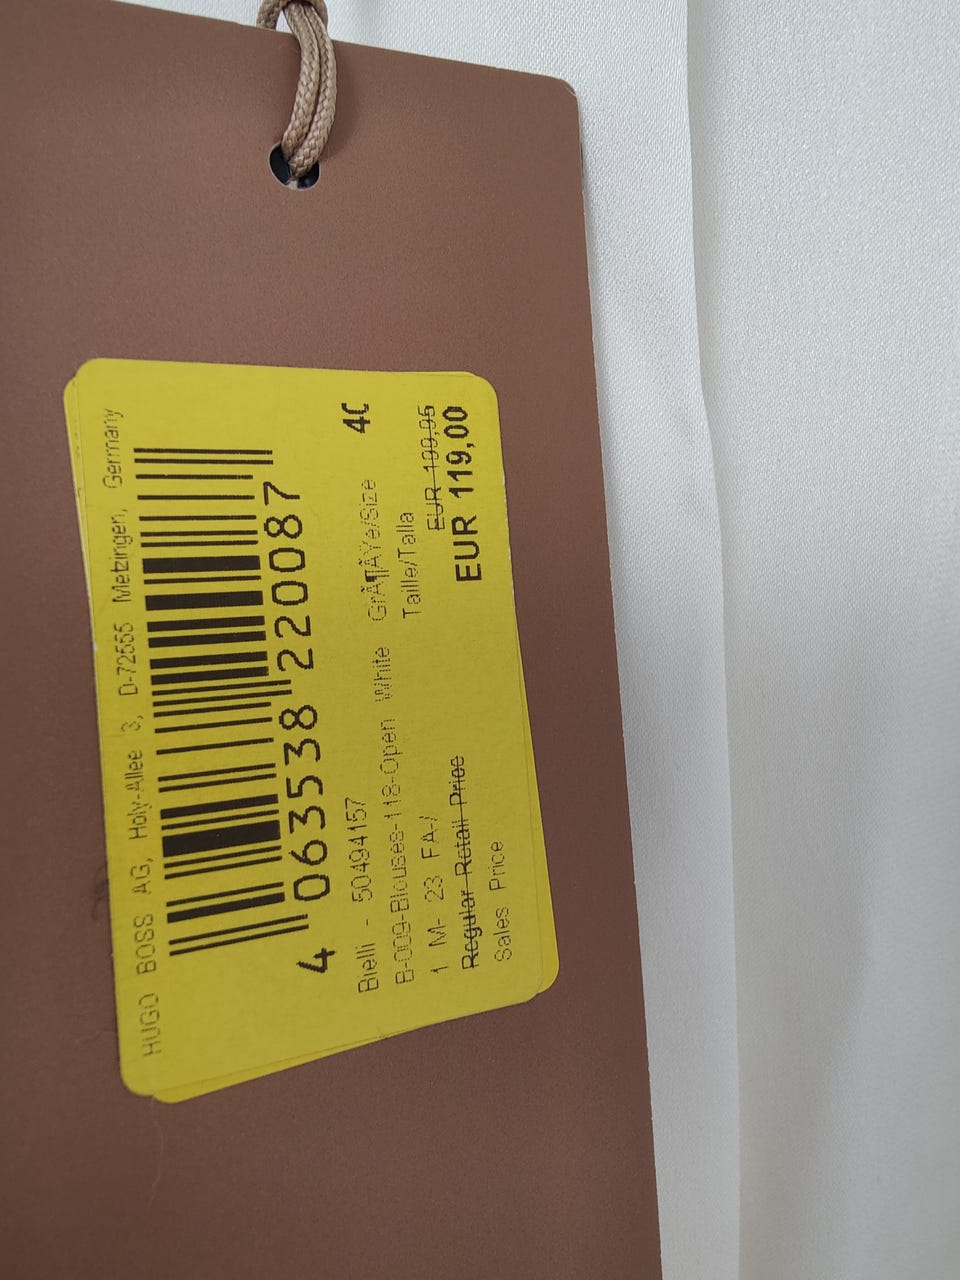 HUGO BOSS AG, Holy-Allee 3, D-72555 Metzingen, Germany
4 063538 220087
Bielli - 50494157 GrÃ¶ÃŸe/Size 40
B-009-Blouses-118-Open White Taille/Talla
1 M- 23 FA-/
Regular Retail Price EUR 199,95
Sales Price EUR 119,00